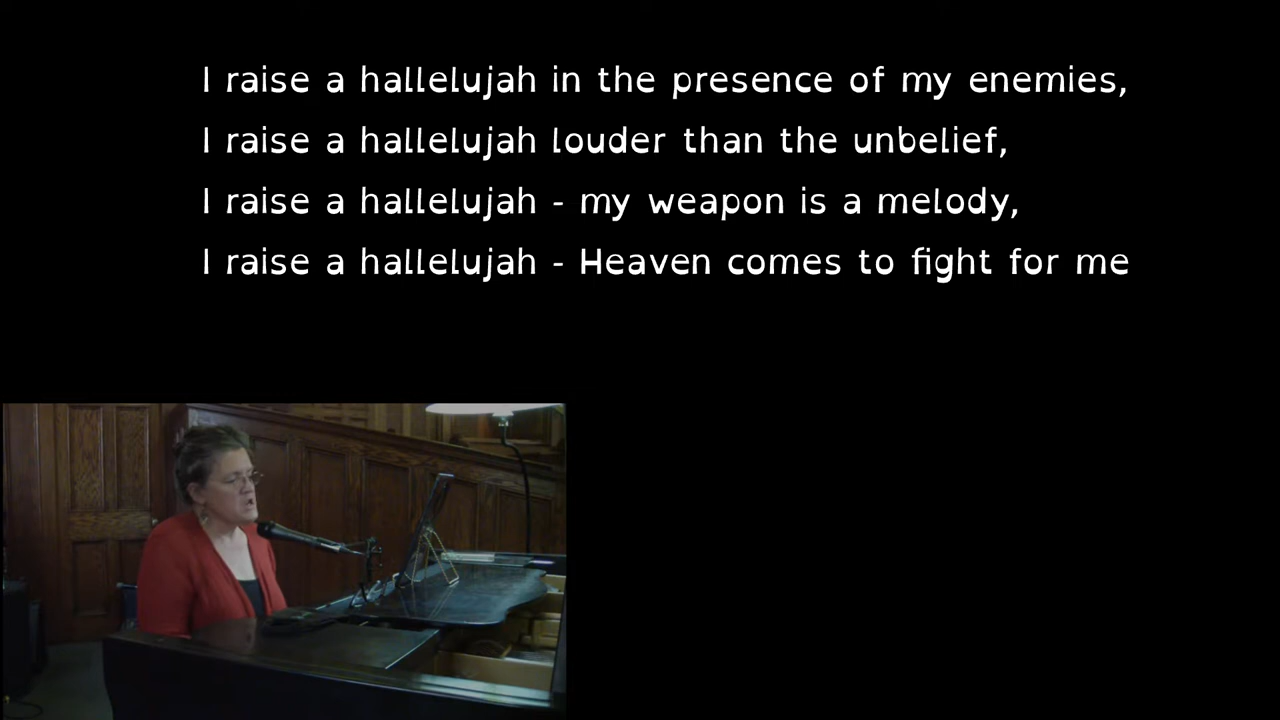 I raise a hallelujah in the presence of my enemies,
I raise a hallelujah louder than the unbelief,
I raise a hallelujah - my weapon is a melody,
I raise a hallelujah - Heaven comes to fight for me